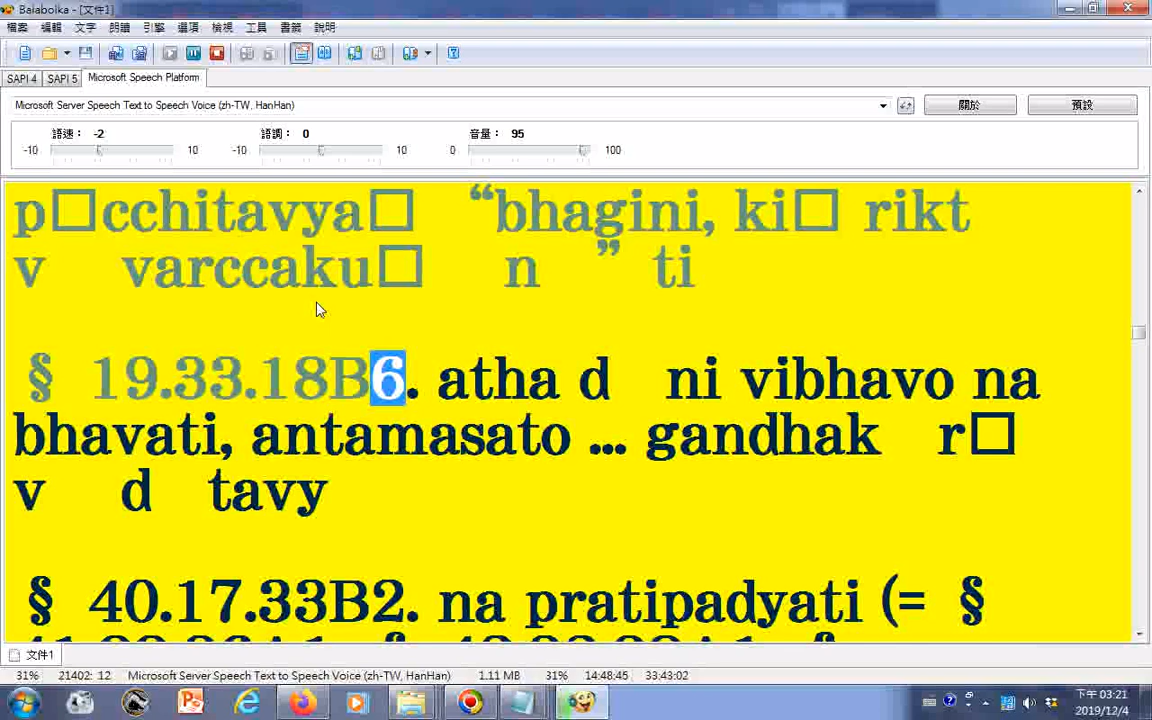 Balabolka - [文件1]
檔案 編輯 文字 朗讀 引擎 選項 檢視 工具 書籤 說明
SAPI 4 SAPI 5 Microsoft Speech Platform
Microsoft Server Speech Text to Speech Voice (zh-TW, HanHan) 關於 預設
語速： -2 語調： 0 音量： 95
-10 10 -10 10 0 100
p□cchitavya□ “bhagini, ki□ rikt
v varccaku□ n ” ti
§ 19.33.18B6. atha d ni vibhavo na
bhavati, antamasato ... gandhak r□
v d tavy
§ 40.17.33B2. na pratipadyati (= §
文件1
31% 21402: 12 Microsoft Server Speech Text to Speech Voice (zh-TW, HanHan) 1.11 MB 31% 14:48:45 33:43:02
下午 03:21
2019/12/4